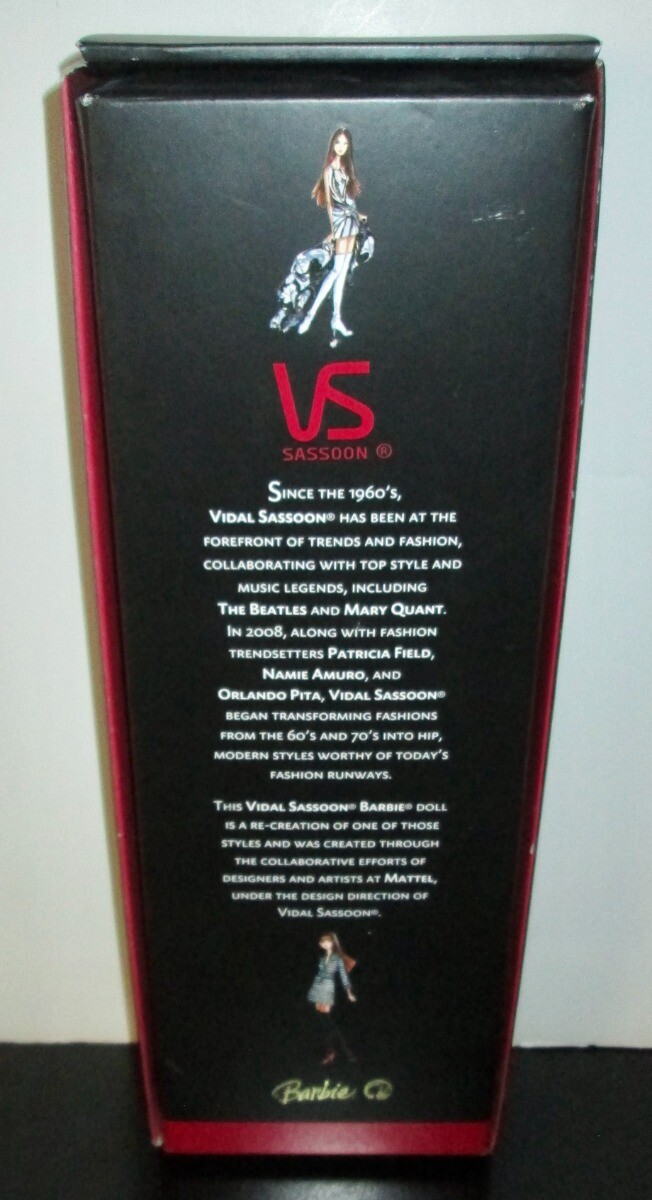 VS
SASSOON ®
SINCE THE 1960'S,
VIDAL SASSOON® HAS BEEN AT THE
FOREFRONT OF TRENDS AND FASHION,
COLLABORATING WITH TOP STYLE AND
MUSIC LEGENDS, INCLUDING
THE BEATLES AND MARY QUANT.
IN 2008, ALONG WITH FASHION
TRENDSETTERS PATRICIA FIELD,
NAMIE AMURO, AND
ORLANDO PITA, VIDAL SASSOON®
BEGAN TRANSFORMING FASHIONS
FROM THE 60'S AND 70'S INTO HIP,
MODERN STYLES WORTHY OF TODAY'S
FASHION RUNWAYS.
THIS VIDAL SASSOON® BARBIE® DOLL
IS A RE-CREATION OF ONE OF THOSE
STYLES AND WAS CREATED THROUGH
THE COLLABORATIVE EFFORTS OF
DESIGNERS AND ARTISTS AT MATTEL,
UNDER THE DESIGN DIRECTION OF
VIDAL SASSOON®.
Barbie